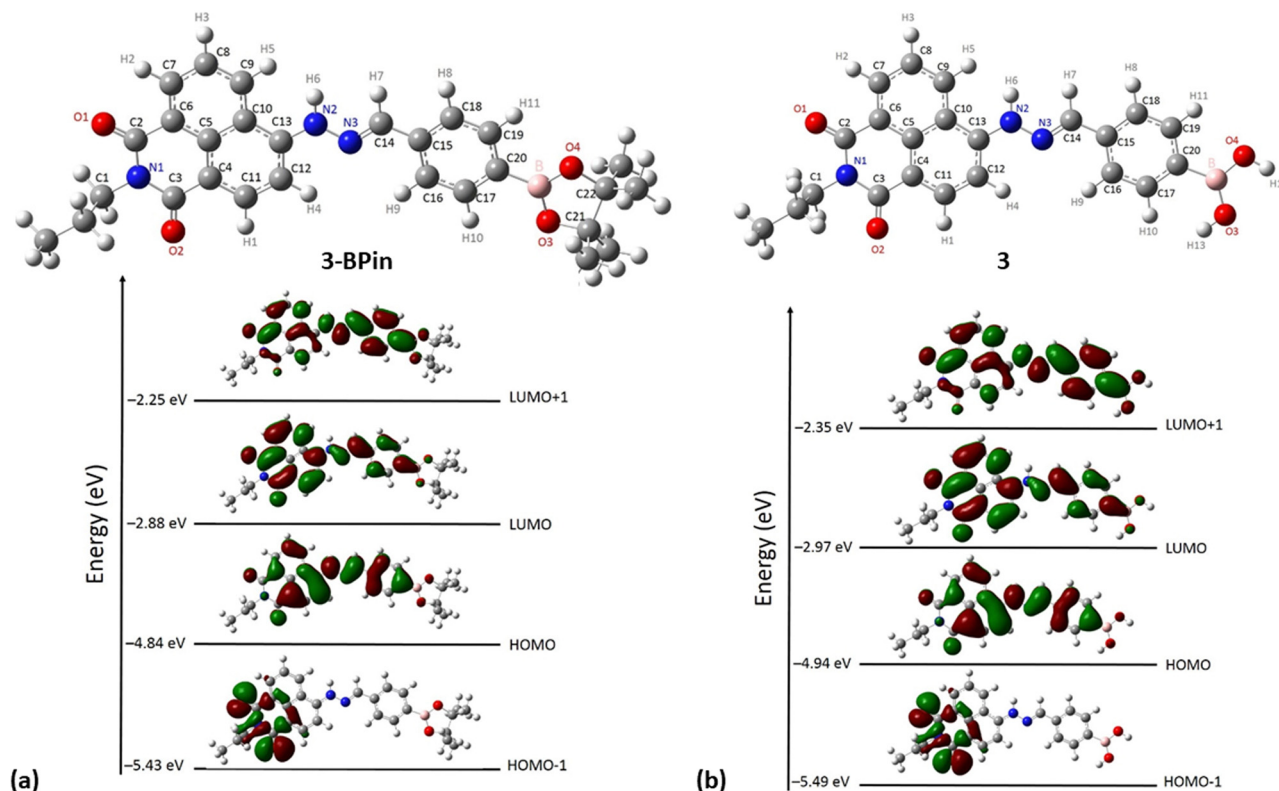 H3
H2
C8
H5
C7
C9
H6
H7
H8
O1
C6
C10
N2
C18
H11
C2
C5
C13
N3
C19
C14
C15
C20
O4
N1
C4
C12
B
C1
C3
C11
C16
C17
C22
H4
H9
C21
O2
H1
H10
O3
3-BPin
LUMO+1
−2.25 eV
LUMO
−2.88 eV
HOMO
−4.84 eV
HOMO-1
−5.43 eV
Energy (eV)
(a)
H3
H2
C8
H5
C7
C9
H6
H7
H8
O1
C6
C10
N2
C18
H11
C2
C5
C13
N3
C19
C14
C15
C20
O4
N1
C4
C12
B
C1
C3
C11
C16
C17
H4
H9
O2
H1
H10
O3
H13
3
LUMO+1
−2.35 eV
LUMO
−2.97 eV
HOMO
−4.94 eV
HOMO-1
−5.49 eV
Energy (eV)
(b)